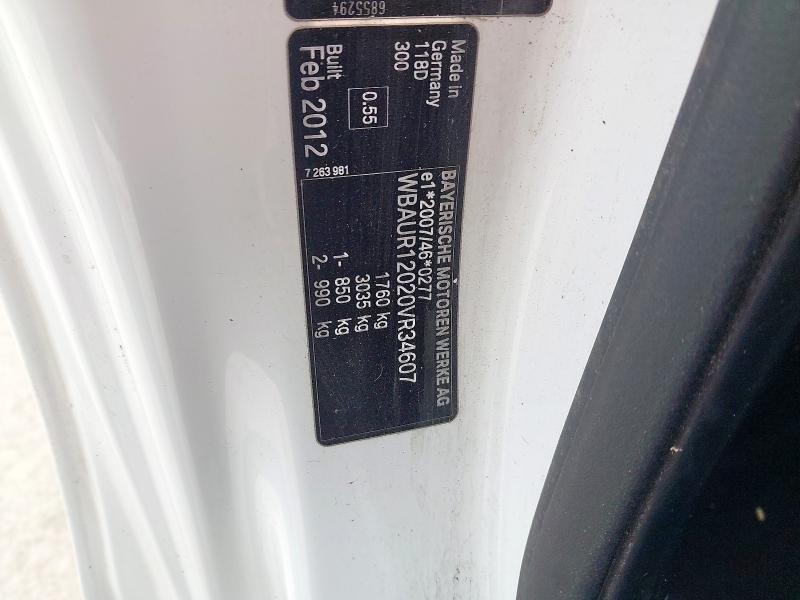 6855294
Made in
Germany
118D
300
0.55
Built
Feb 2012
7 263 981
BAYERISCHE MOTOREN WERKE AG
e1*2007/46*0277
WBAUR12020VR34607
1760 kg
3035 kg
1- 850 kg
2- 990 kg